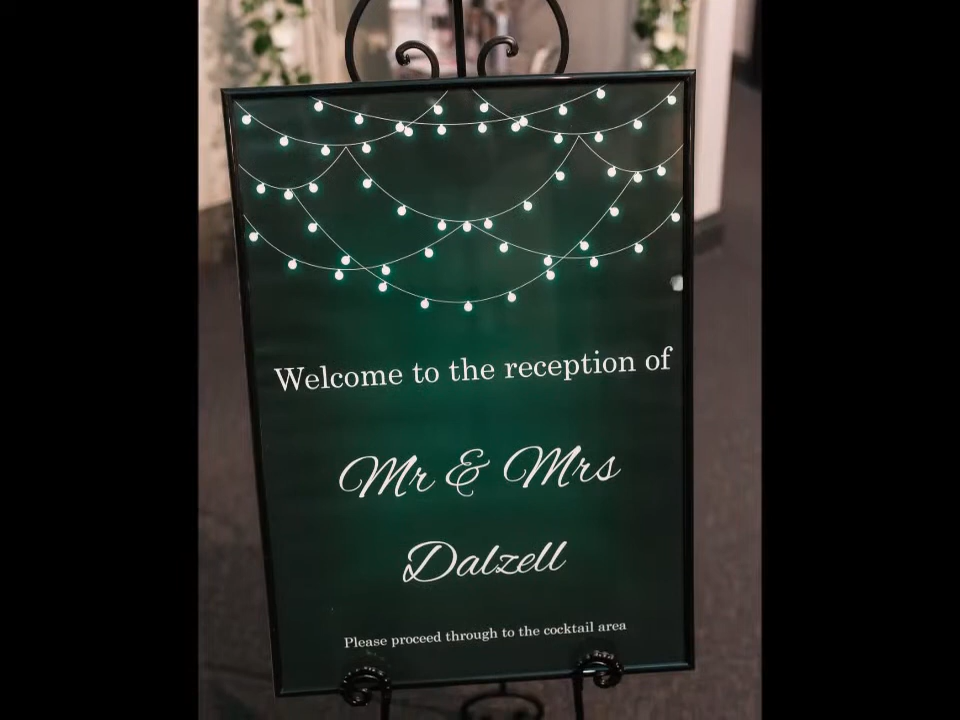 Welcome to the reception of
Mr & Mrs
Dalzell
Please proceed through to the cocktail area